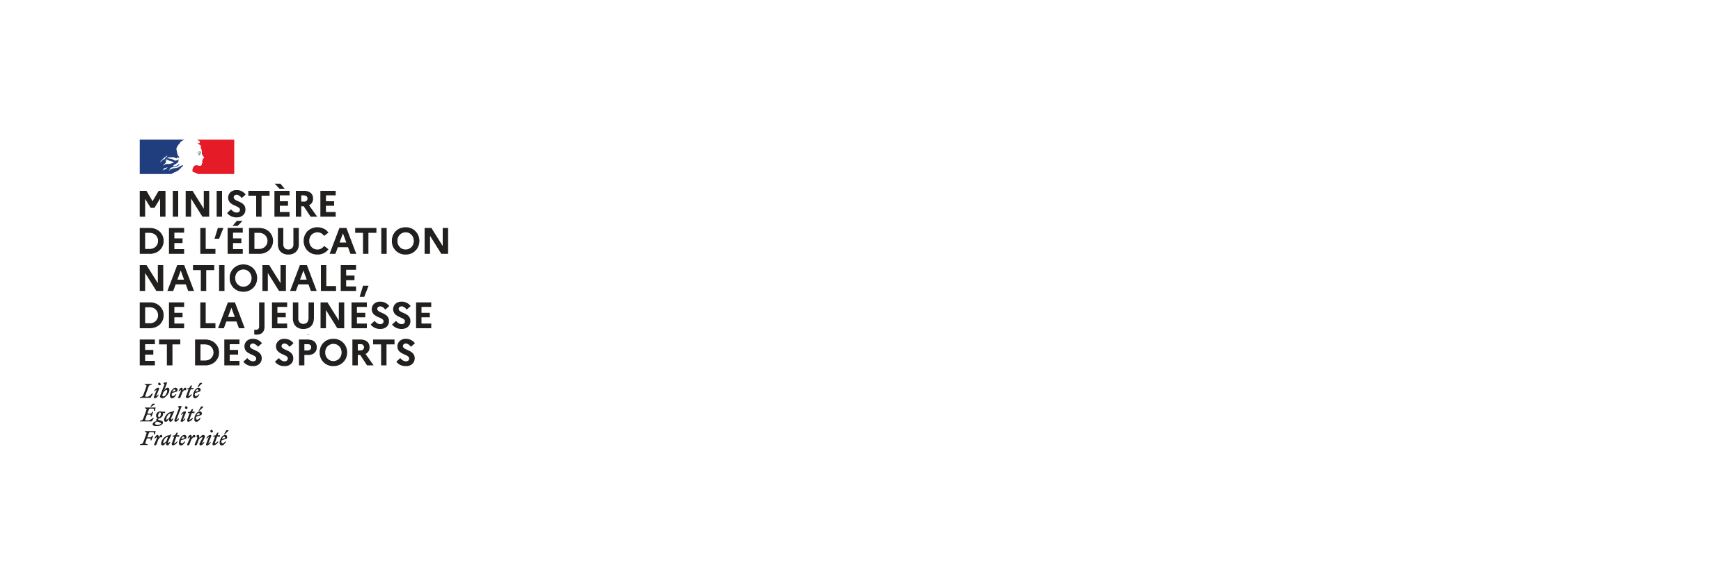 MINISTÈRE
DE L’ÉDUCATION
NATIONALE,
DE LA JEUNESSE
ET DES SPORTS
Liberté
Égalité
Fraternité